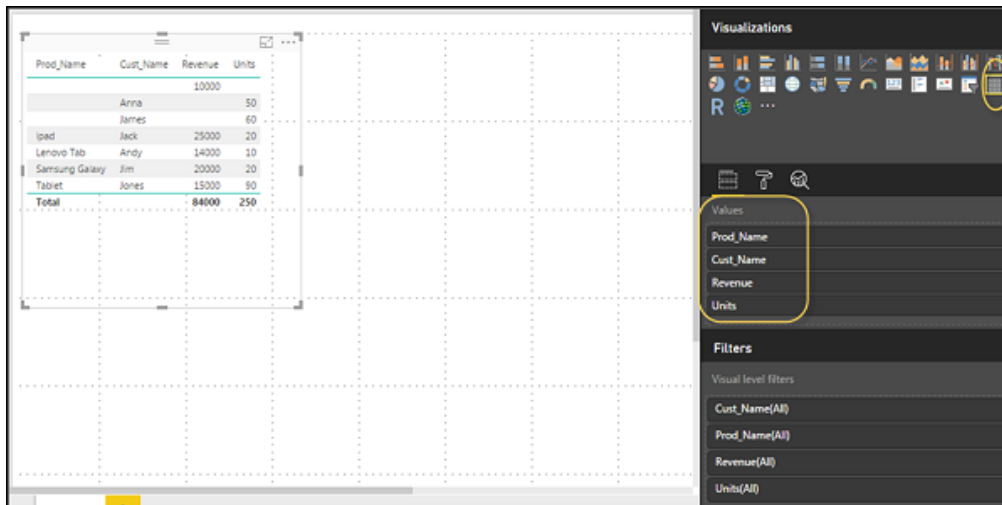 Prod_Name Cust_Name Revenue Units
10000
Anna 50
James 60
Ipad Jack 25000 20
Lenovo Tab Andy 14000 10
Samsung Galaxy Jim 20000 20
Tablet Jones 15000 90
Total 84000 250
Visualizations
R
Values
Prod_Name
Cust_Name
Revenue
Units
Filters
Visual level filters
Cust_Name(All)
Prod_Name(All)
Revenue(All)
Units(All)